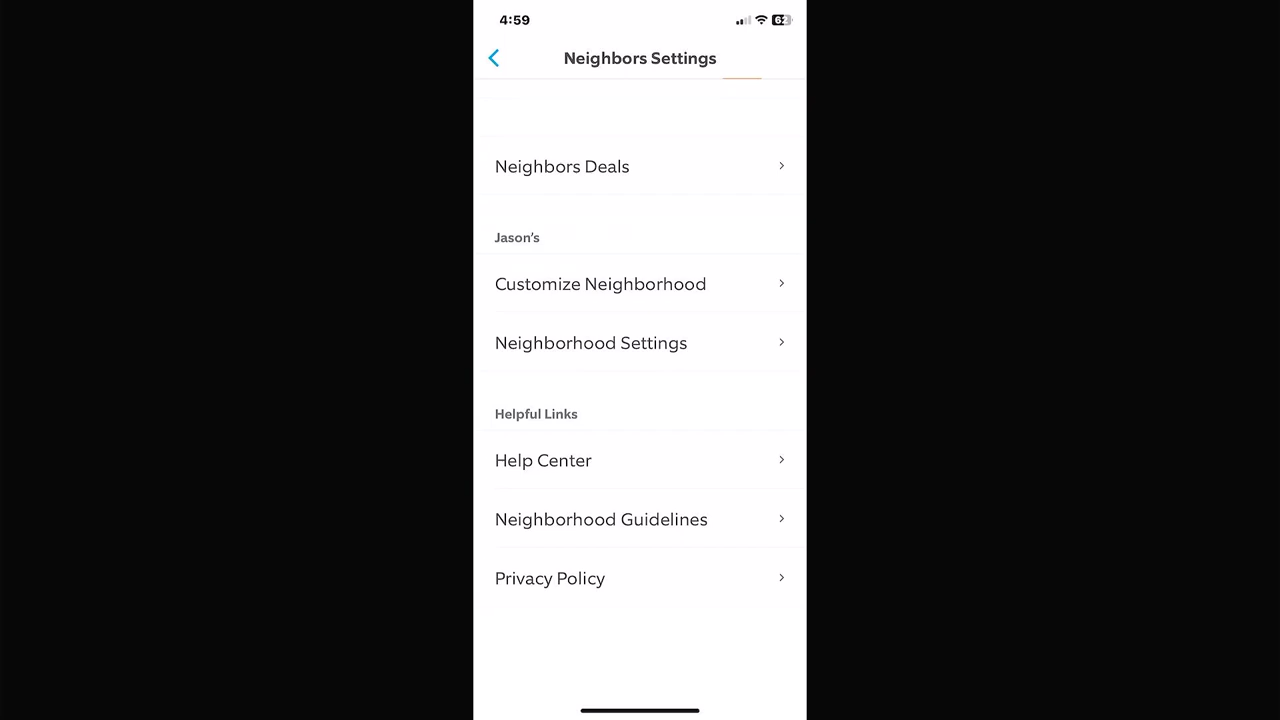 4:59
62
Neighbors Settings
Neighbors Deals
Jason's
Customize Neighborhood
Neighborhood Settings
Helpful Links
Help Center
Neighborhood Guidelines
Privacy Policy